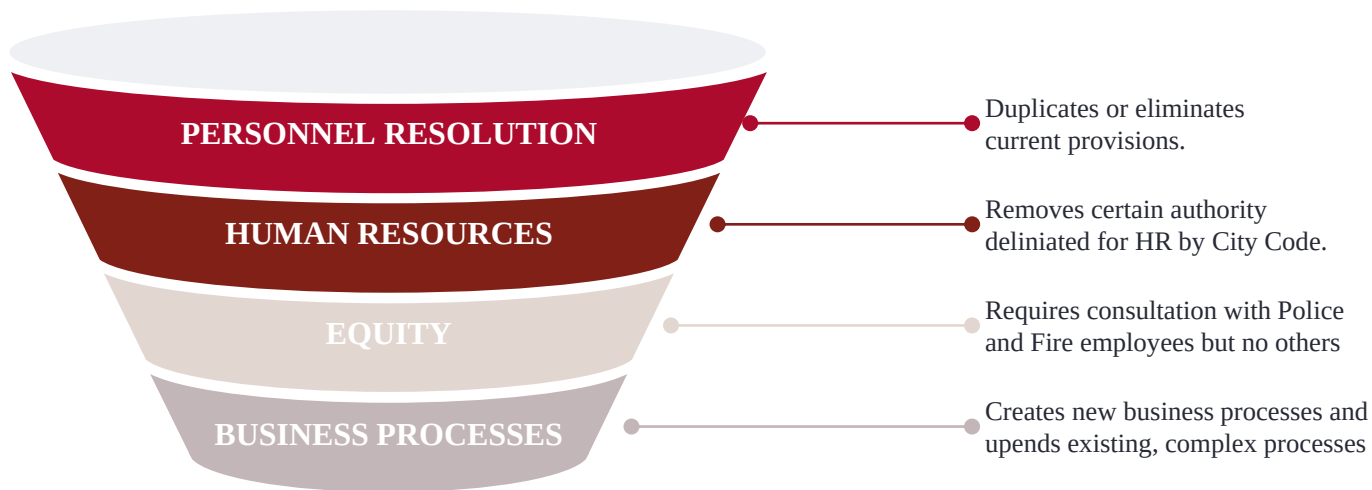 PERSONNEL RESOLUTION
Duplicates or eliminates
current provisions.
HUMAN RESOURCES
Removes certain authority
deliniated for HR by City Code.
EQUITY
Requires consultation with Police
and Fire employees but no others
BUSINESS PROCESSES
Creates new business processes and
upends existing, complex processes